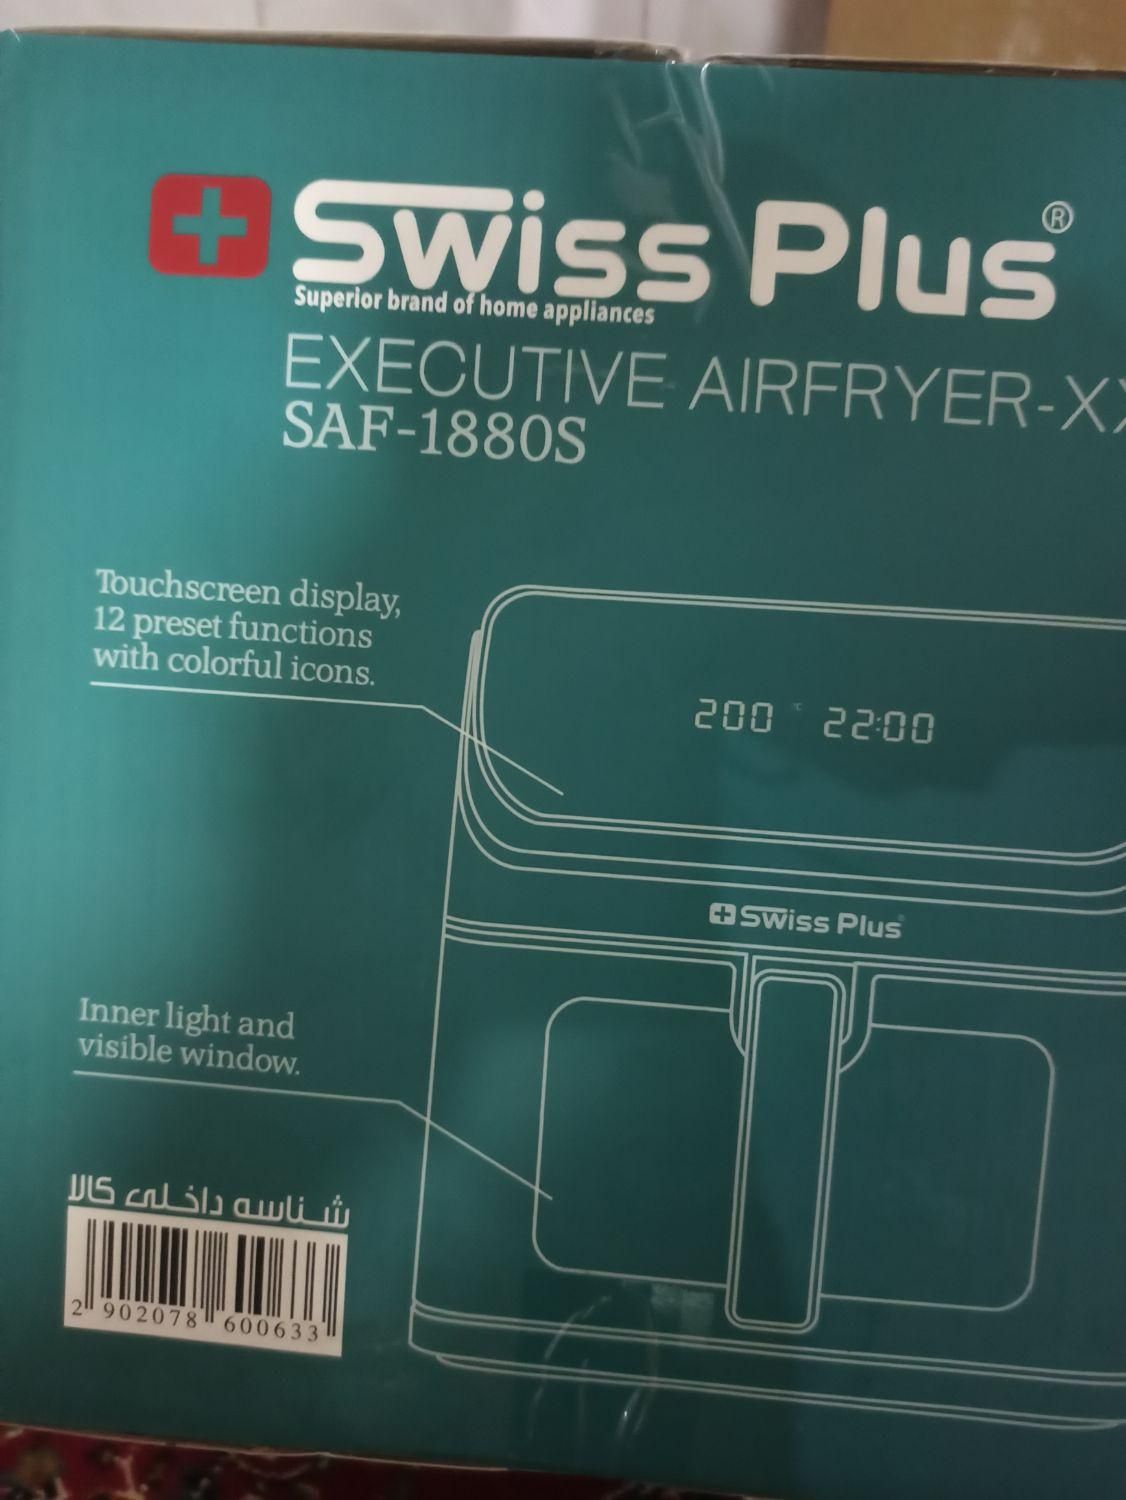 Swiss Plus®
Superior brand of home appliances
EXECUTIVE AIRFRYER-XX
SAF-1880S
Touchscreen display,
12 preset functions
with colorful icons.
200 °C 22:00
Swiss Plus
Inner light and
visible window.
شناسه داخلی کالا
2 902078 600633